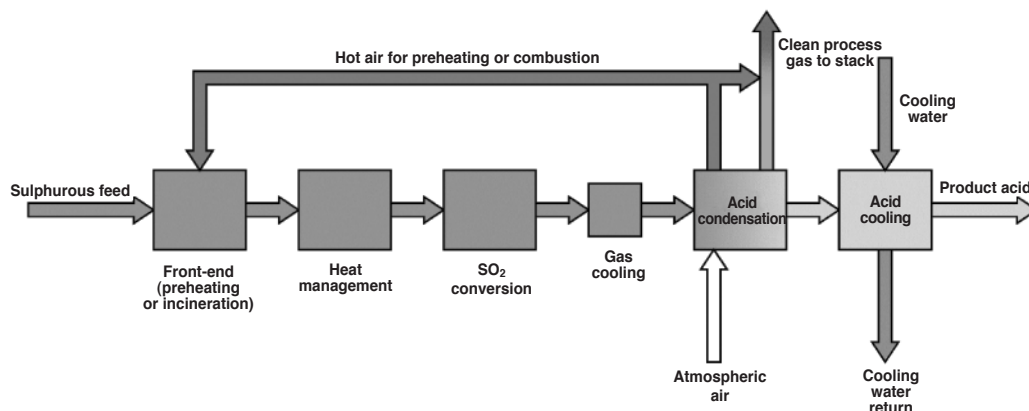 Hot air for preheating or combustion
Clean process
gas to stack
Cooling
water
Sulphurous feed
Acid
condensation
Acid
cooling
Product acid
Front-end
(preheating
or incineration)
Heat
management
SO₂
conversion
Gas
cooling
Atmospheric
air
Cooling
water
return